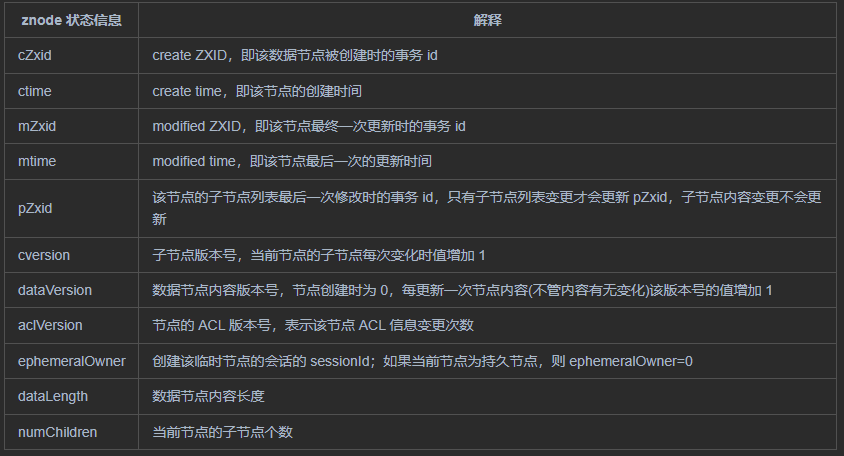 znode 状态信息 解释
cZxid create ZXID，即该数据节点被创建时的事务 id
ctime create time，即该节点的创建时间
mZxid modified ZXID，即该节点最终一次更新时的事务 id
mtime modified time，即该节点最后一次的更新时间
pZxid 该节点的子节点列表最后一次修改时的事务 id，只有子节点列表变更才会更新 pZxid，子节点内容变更不会更
新
cversion 子节点版本号，当前节点的子节点每次变化时值增加 1
dataVersion 数据节点内容版本号，节点创建时为 0，每更新一次节点内容(不管内容有无变化)该版本号的值增加 1
aclVersion 节点的 ACL 版本号，表示该节点 ACL 信息变更次数
ephemeralOwner 创建该临时节点的会话的 sessionId；如果当前节点为持久节点，则 ephemeralOwner=0
dataLength 数据节点内容长度
numChildren 当前节点的子节点个数